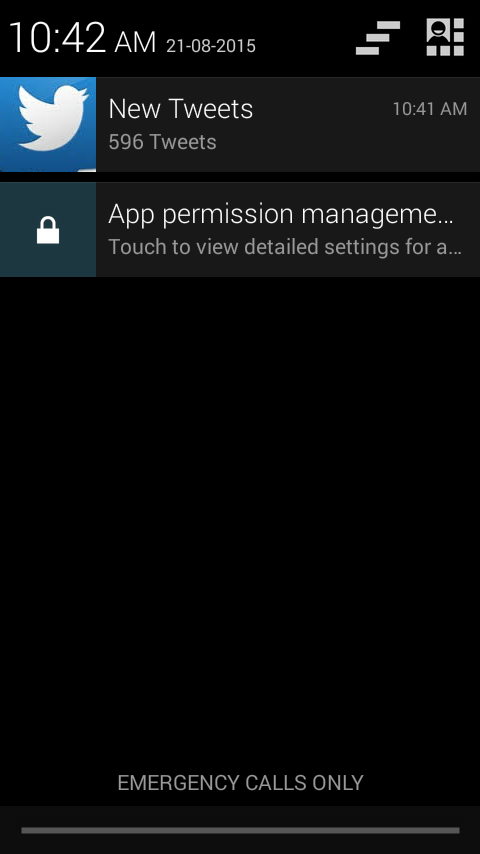 10:42 AM 21-08-2015
New Tweets 10:41 AM
596 Tweets
App permission manageme...
Touch to view detailed settings for a...
EMERGENCY CALLS ONLY